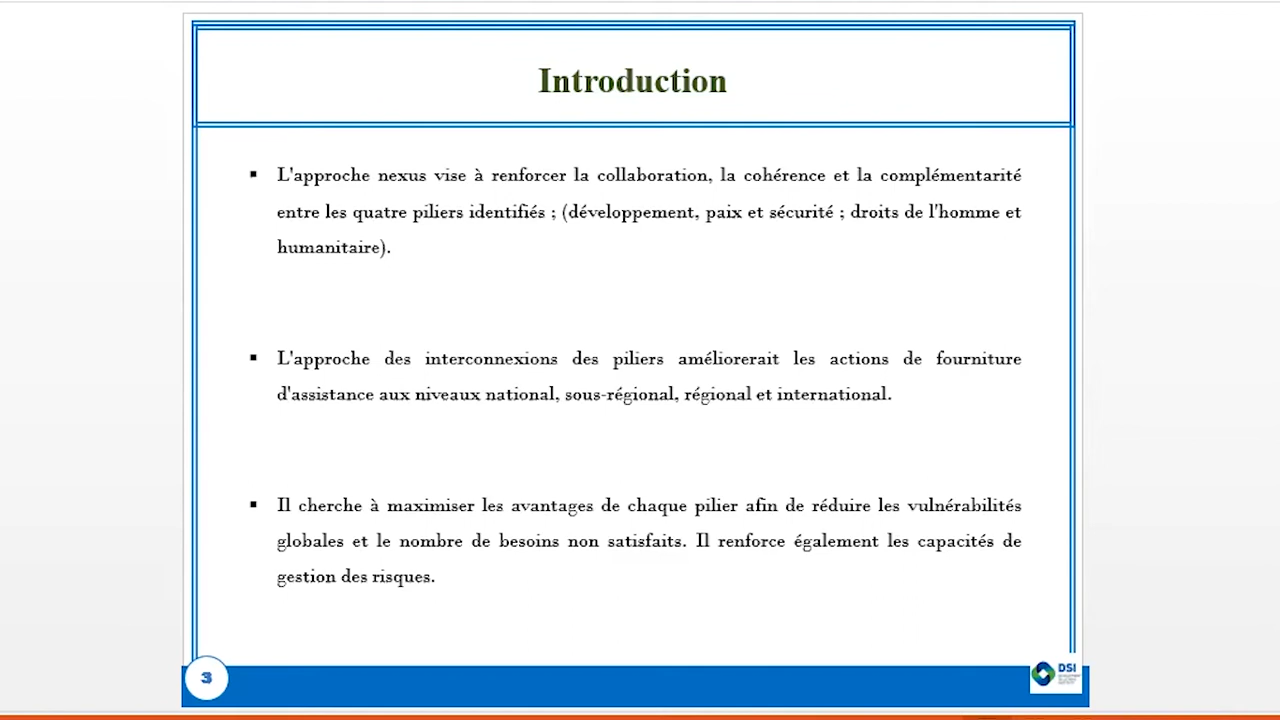 Introduction
▪ L'approche nexus vise à renforcer la collaboration, la cohérence et la complémentarité
entre les quatre piliers identifiés ; (développement, paix et sécurité ; droits de l'homme et
humanitaire).
▪ L'approche des interconnexions des piliers améliorerait les actions de fourniture
d'assistance aux niveaux national, sous-régional, régional et international.
▪ Il cherche à maximiser les avantages de chaque pilier afin de réduire les vulnérabilités
globales et le nombre de besoins non satisfaits. Il renforce également les capacités de
gestion des risques.
3
DSI